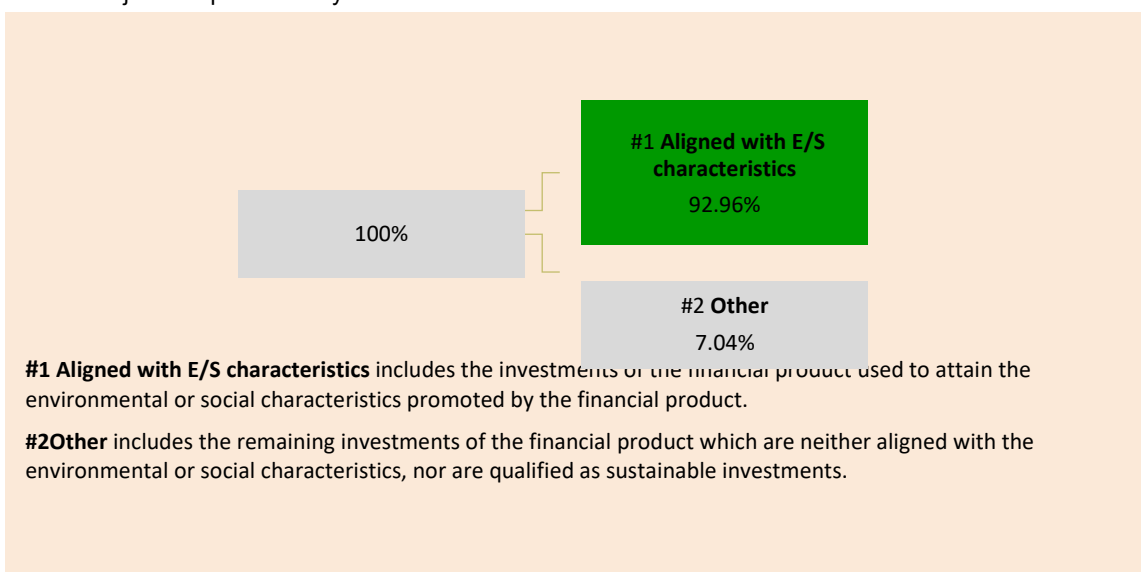 #1 Aligned with E/S
characteristics
92.96%
100%
#2 Other
7.04%
#1 Aligned with E/S characteristics includes the investments of the financial product used to attain the
environmental or social characteristics promoted by the financial product.
#2Other includes the remaining investments of the financial product which are neither aligned with the
environmental or social characteristics, nor are qualified as sustainable investments.